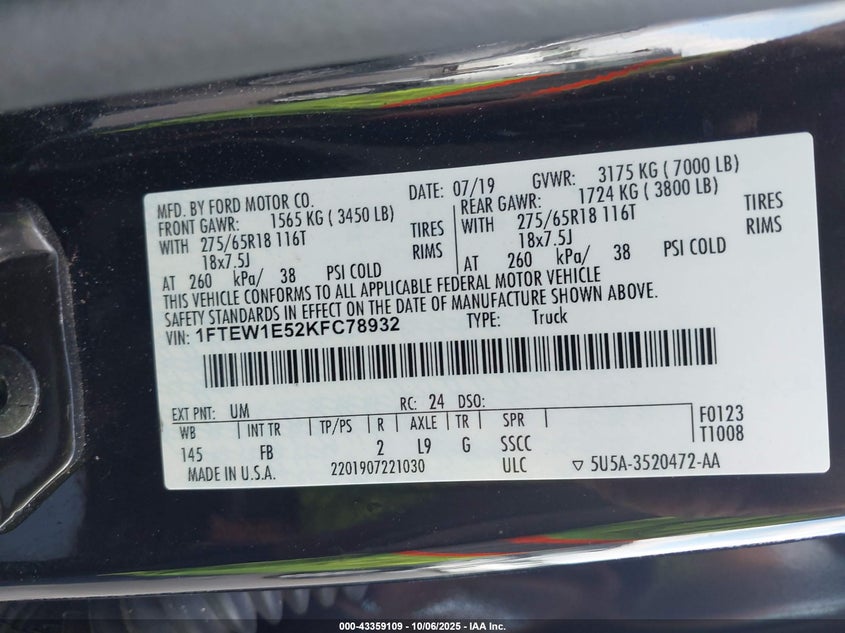 MFD. BY FORD MOTOR CO. DATE: 07/19 GVWR: 3175 KG ( 7000 LB)
FRONT GAWR: 1565 KG ( 3450 LB) REAR GAWR: 1724 KG ( 3800 LB)
WITH 275/65R18 116T TIRES WITH 275/65R18 116T TIRES
18x7.5J RIMS 18x7.5J RIMS
AT 260 kPa/ 38 PSI COLD AT 260 kPa/ 38 PSI COLD
THIS VEHICLE CONFORMS TO ALL APPLICABLE FEDERAL MOTOR VEHICLE
SAFETY STANDARDS IN EFFECT ON THE DATE OF MANUFACTURE SHOWN ABOVE.
VIN: 1FTEW1E52KFC78932 TYPE: Truck
EXT PNT: UM RC: 24 DSO:
WB INT TR TP/PS R AXLE TR SPR F0123
145 FB 2 L9 G SSCC T1008
MADE IN U.S.A. 2201907221030 ULC ▽ 5U5A-3520472-AA
000-43359109 - 10/06/2025 - IAA Inc.